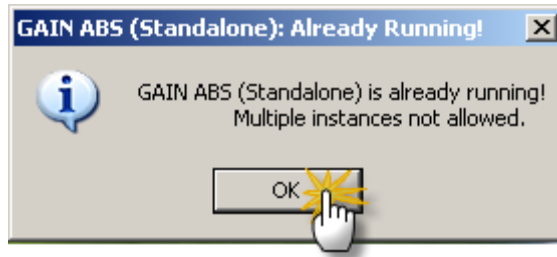 GAIN ABS (Standalone): Already Running!
GAIN ABS (Standalone) is already running!
Multiple instances not allowed.
OK